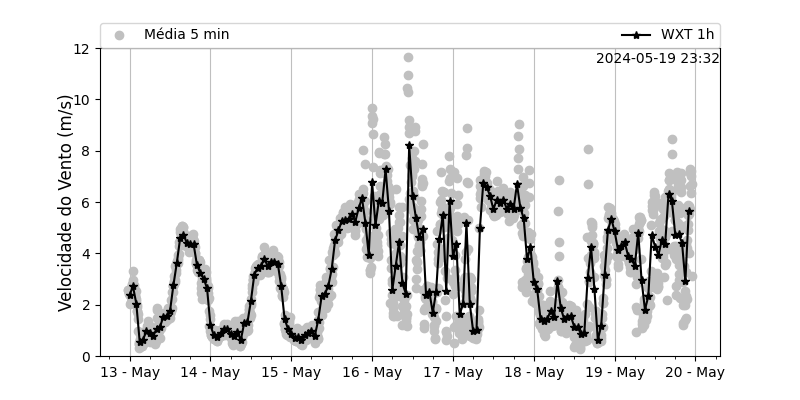 Média 5 min
WXT 1h
2024-05-19 23:32
Velocidade do Vento (m/s)
12
10
8
6
4
2
0
13 - May 14 - May 15 - May 16 - May 17 - May 18 - May 19 - May 20 - May